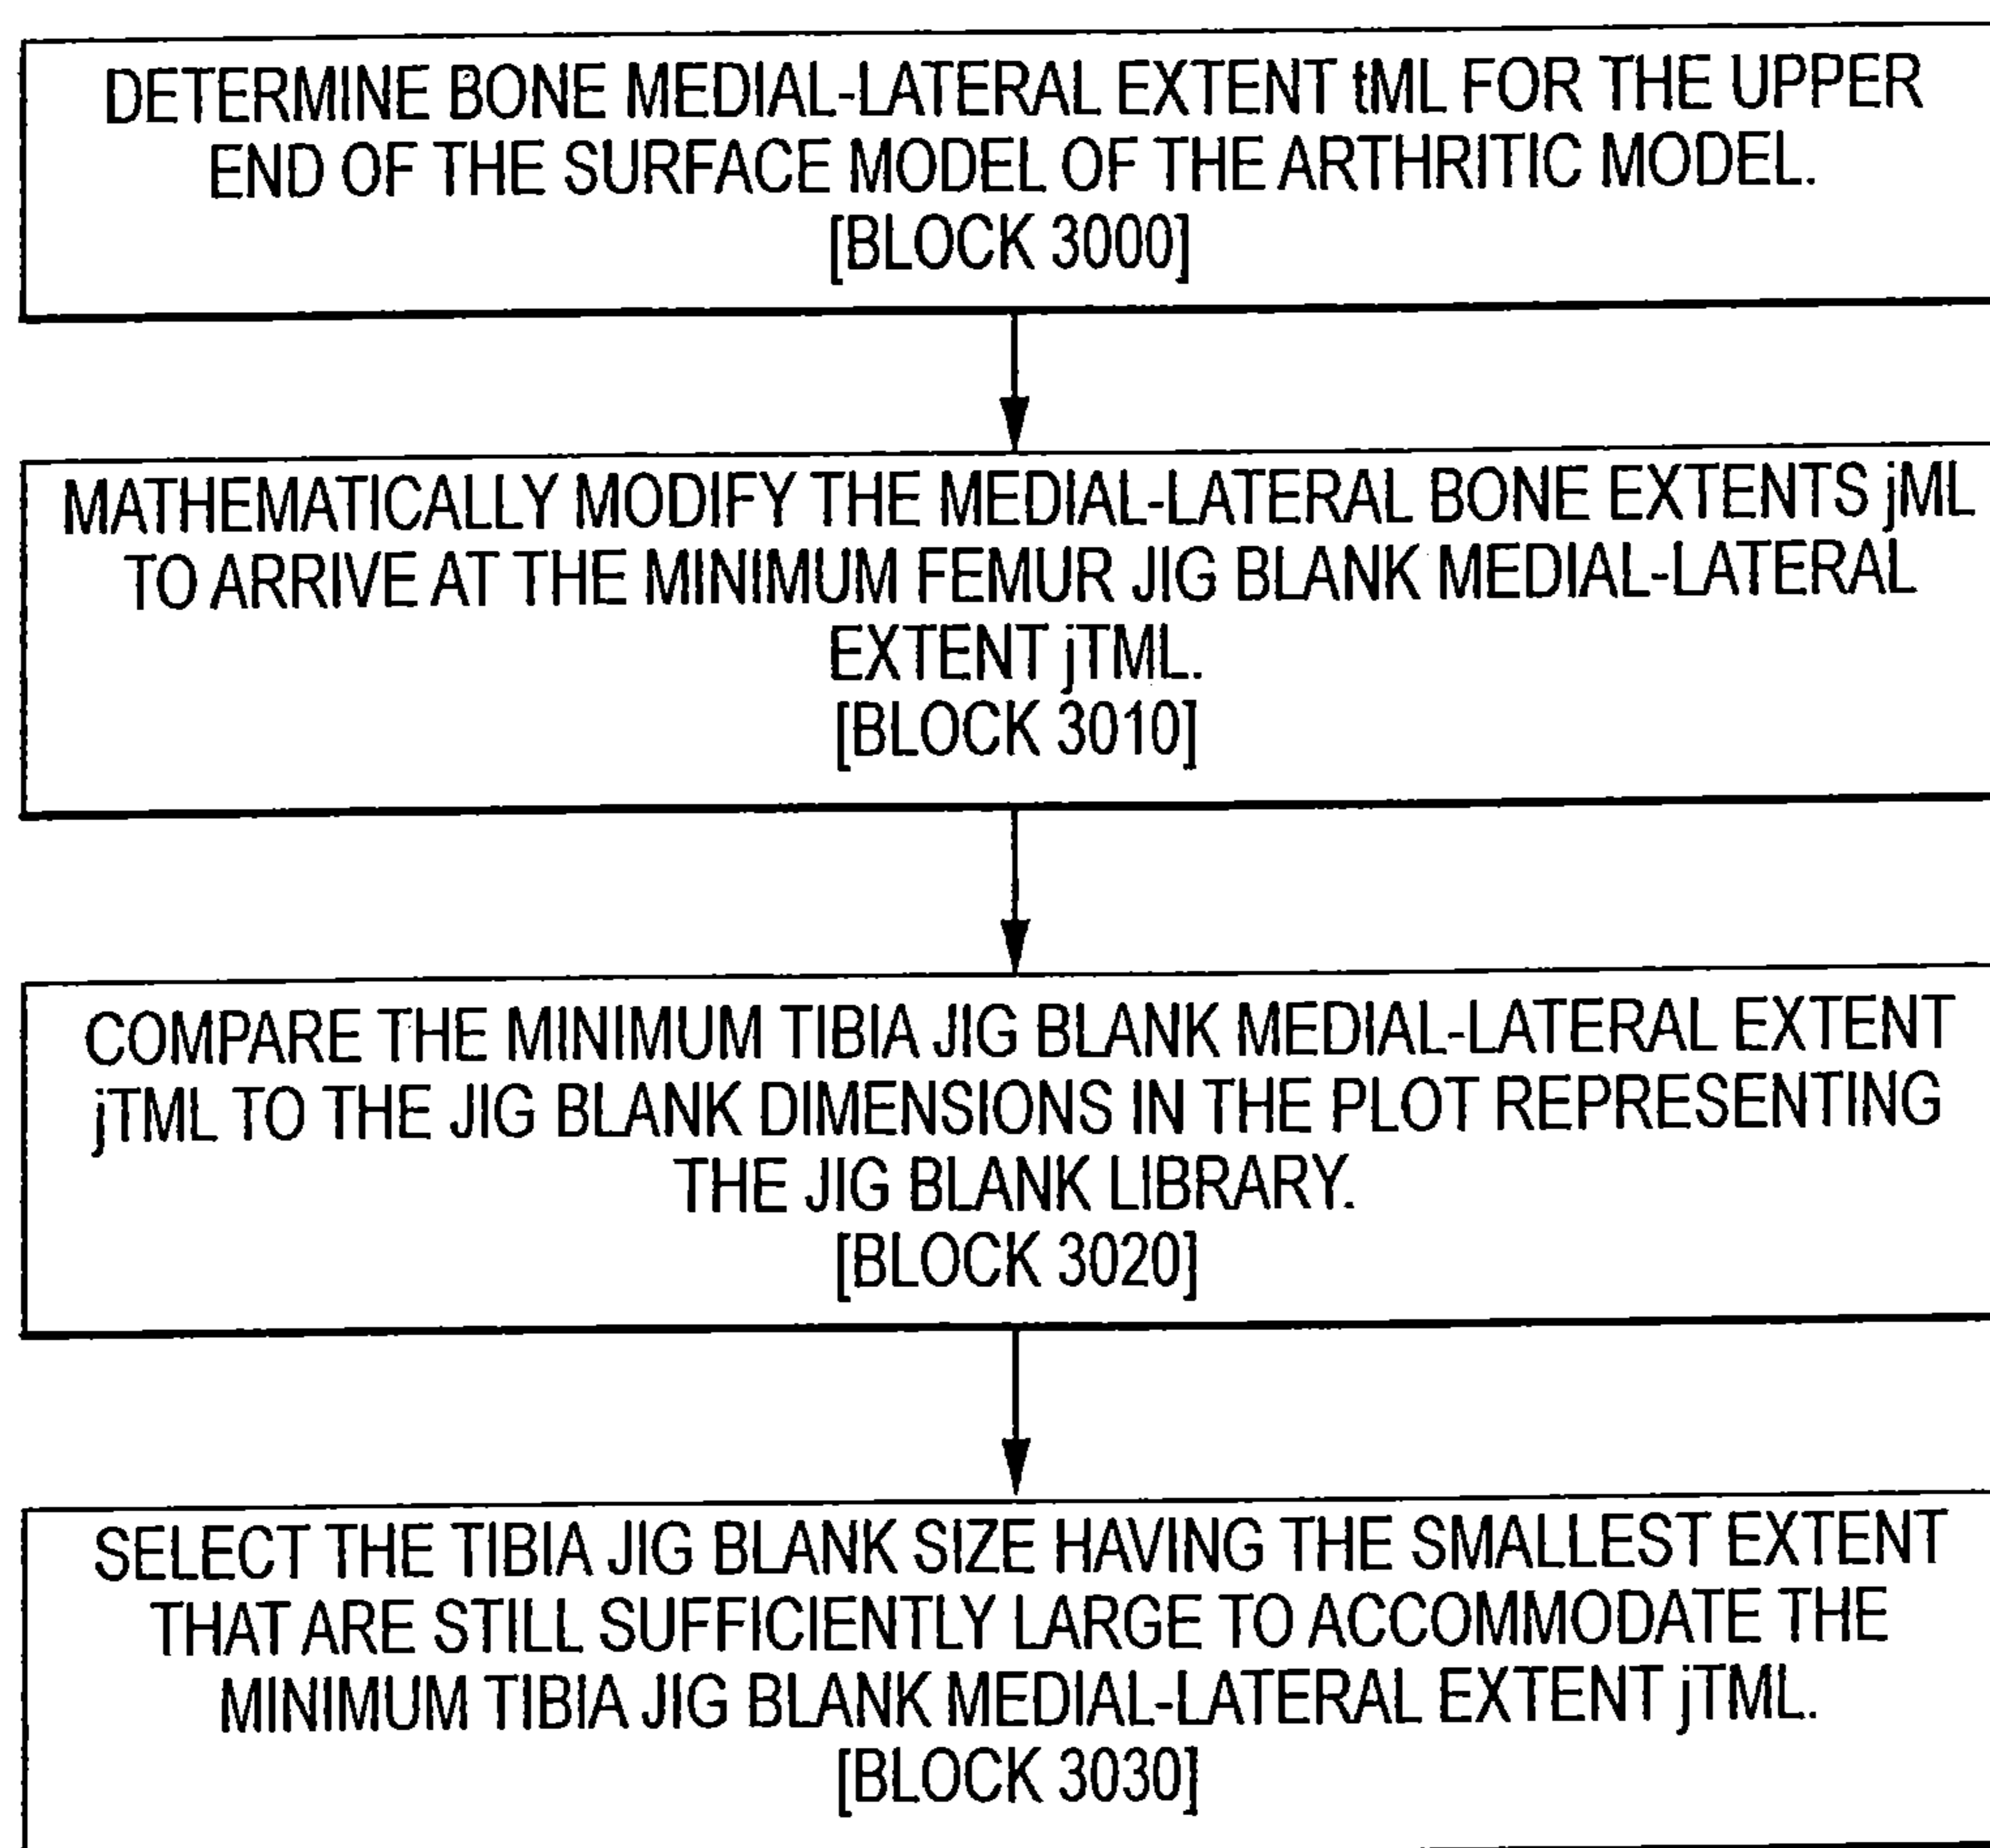 DETERMINE BONE MEDIAL-LATERAL EXTENT tML FOR THE UPPER
END OF THE SURFACE MODEL OF THE ARTHRITIC MODEL.
[BLOCK 3000]
MATHEMATICALLY MODIFY THE MEDIAL-LATERAL BONE EXTENTS jML
TO ARRIVE AT THE MINIMUM FEMUR JIG BLANK MEDIAL-LATERAL
EXTENT jTML.
[BLOCK 3010]
COMPARE THE MINIMUM TIBIA JIG BLANK MEDIAL-LATERAL EXTENT
jTML TO THE JIG BLANK DIMENSIONS IN THE PLOT REPRESENTING
THE JIG BLANK LIBRARY.
[BLOCK 3020]
SELECT THE TIBIA JIG BLANK SIZE HAVING THE SMALLEST EXTENT
THAT ARE STILL SUFFICIENTLY LARGE TO ACCOMMODATE THE
MINIMUM TIBIA JIG BLANK MEDIAL-LATERAL EXTENT jTML.
[BLOCK 3030]